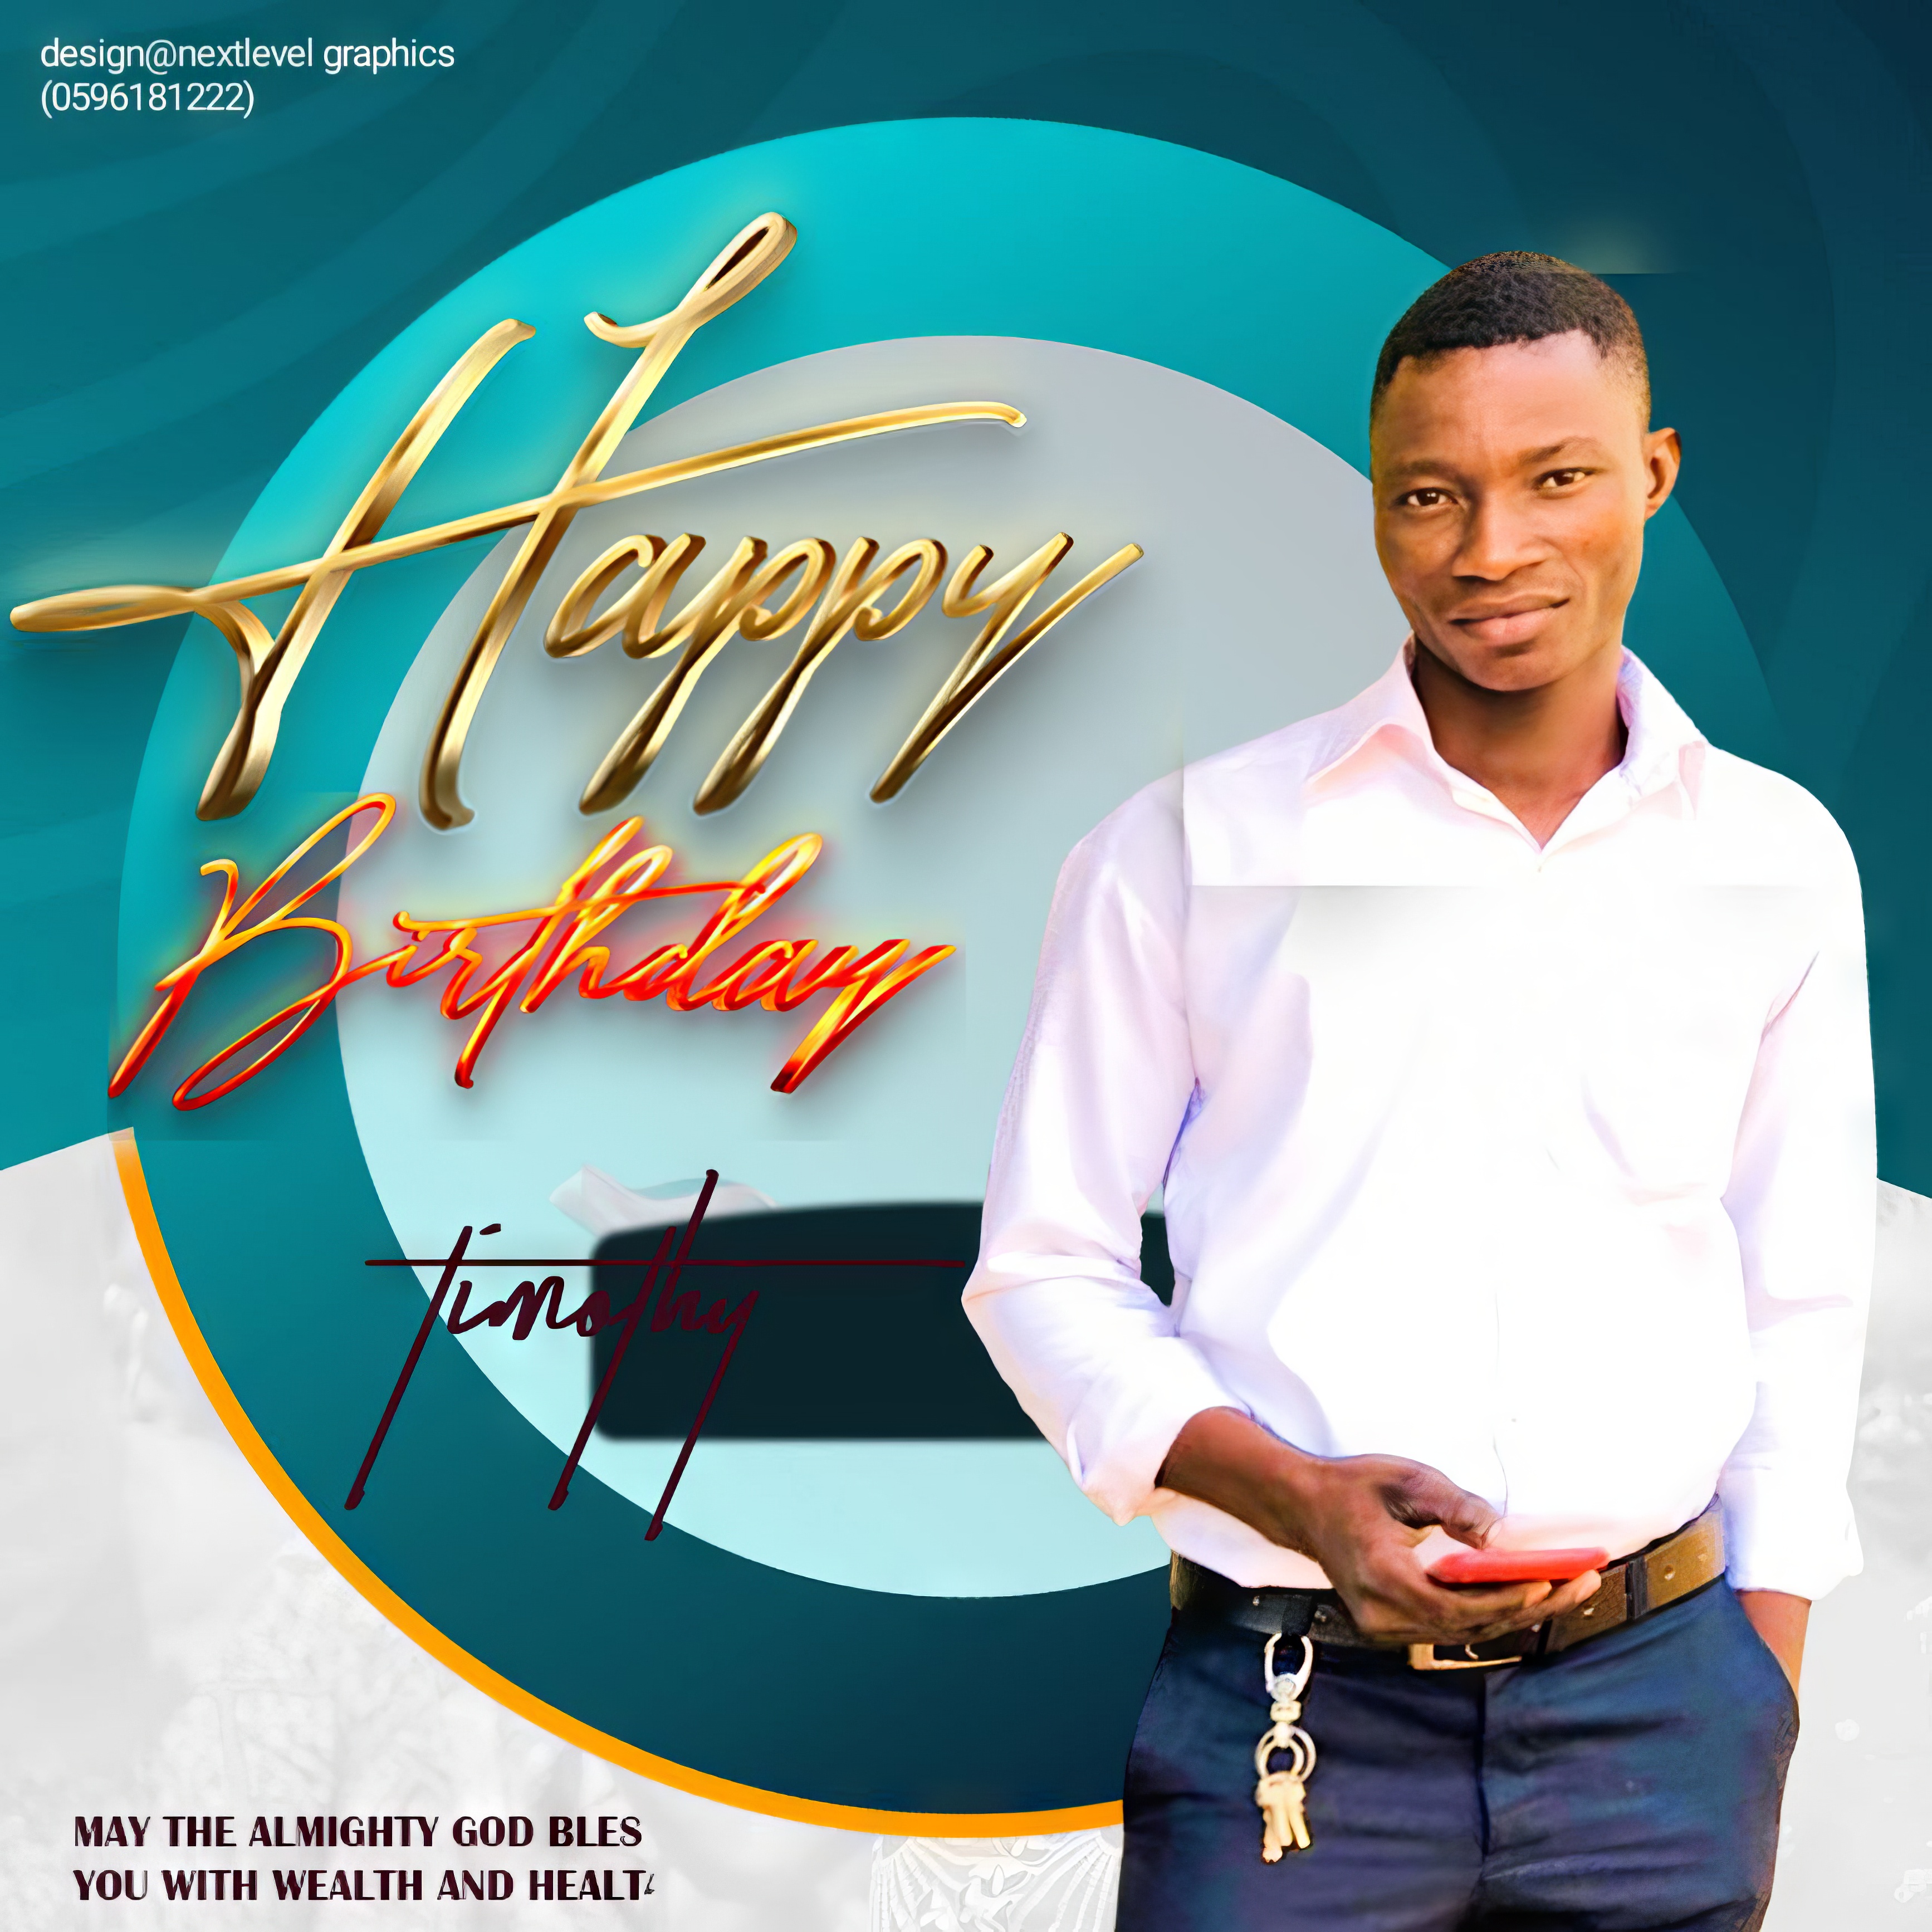 design@nextlevel graphics
(0596181222)
Happy
Birthday
Timothy
MAY THE ALMIGHTY GOD BLES
YOU WITH WEALTH AND HEALT